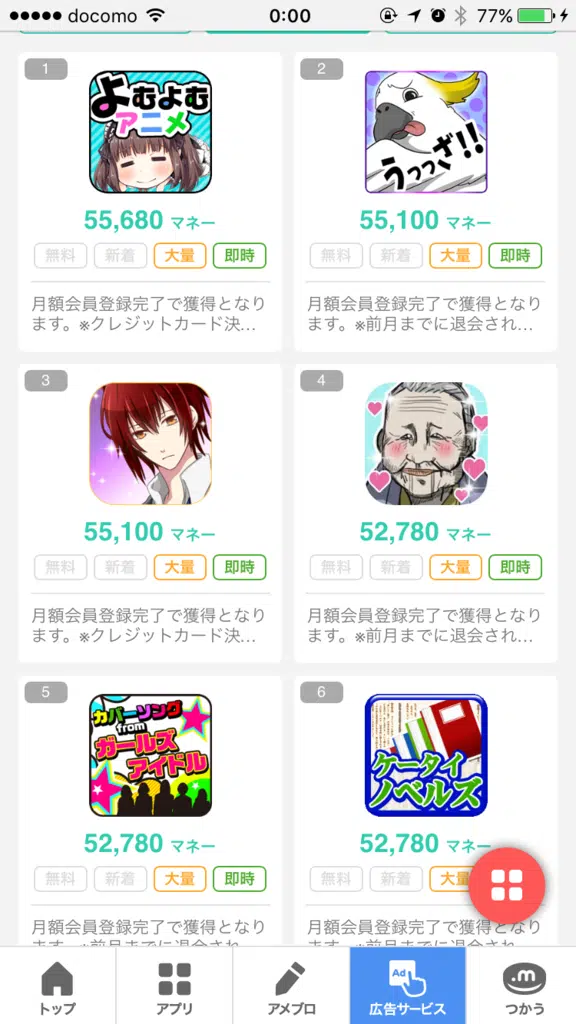 docomo
0:00
77%
1
よむよむ
アニメ
55,680 マネー
無料 新着 大量 即時
月額会員登録完了で獲得となり
ます。※クレジットカード決…
2
うっっざ!!
55,100 マネー
無料 新着 大量 即時
月額会員登録完了で獲得となり
ます。※前月までに退会され…
3
55,100 マネー
無料 新着 大量 即時
月額会員登録完了で獲得となり
ます。※クレジットカード決…
4
52,780 マネー
無料 新着 大量 即時
月額会員登録完了で獲得となり
ます。※前月までに退会され…
5
カバーソング
from
ガールズ
アイドル
52,780 マネー
無料 新着 大量 即時
月額会員登録完了で獲得となり
ます。※前月までに退会され
6
ケータイ
ノベルズ
52,780 マネー
無料 新着 大量
月額会員登録完了で獲得となり
ます。※前月までに退会され
トップ
アプリ
アメブロ
Ad
広告サービス
.m
つかう